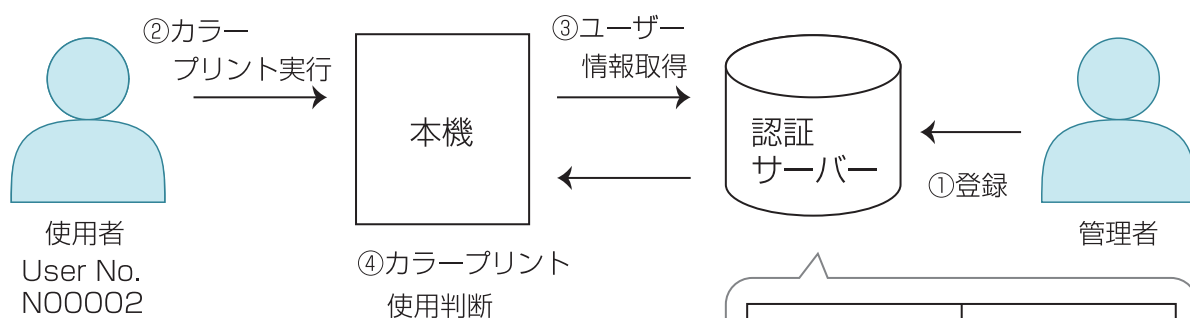 ②カラー
プリント実行
本機
③ユーザー
情報取得
認証
サーバー
①登録
使用者
User No.
N00002
④カラープリント
使用判断
管理者